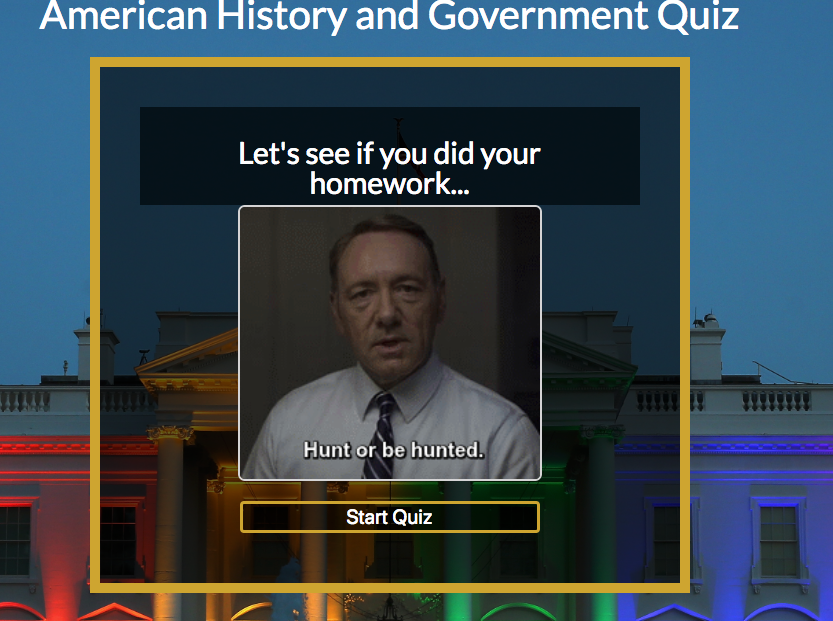 American History and Government Quiz
Let's see if you did your
homework...
Hunt or be hunted.
Start Quiz